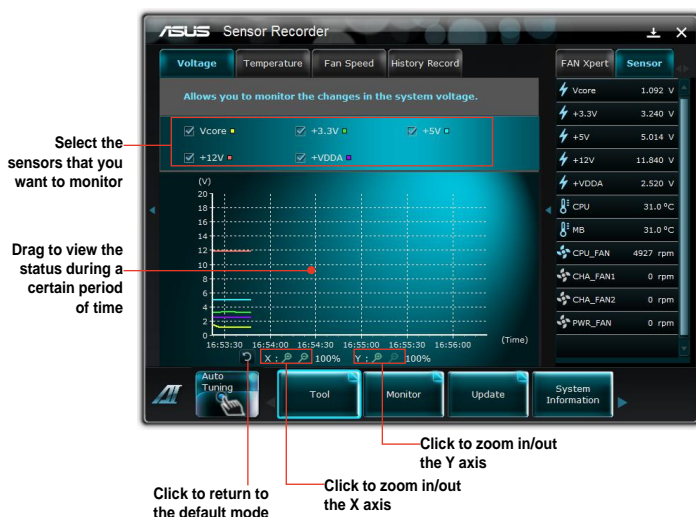 ASUS Sensor Recorder
Voltage
Temperature
Fan Speed
History Record
FAN Xpert
Sensor
Allows you to monitor the changes in the system voltage.
Vcore
+3.3V
+5V
+12V
+VDDA
Vcore 1.092 V
+3.3V 3.240 V
+5V 5.014 V
+12V 11.840 V
+VDDA 2.520 V
CPU 31.0 ºC
MB 31.0 ºC
CPU_FAN 4927 rpm
CHA_FAN1 0 rpm
CHA_FAN2 0 rpm
PWR_FAN 0 rpm
Select the
sensors that you
want to monitor
Drag to view the
status during a
certain period
of time
(V)
20
18
16
14
12
10
8
6
4
2
0
16:53:30 16:54:00 16:54:30 16:55:00 16:55:30 16:56:00
(Time)
X : 100% Y : 100%
Auto
Tuning
Tool
Monitor
Update
System
Information
Click to zoom in/out
the Y axis
Click to zoom in/out
the X axis
Click to return to
the default mode